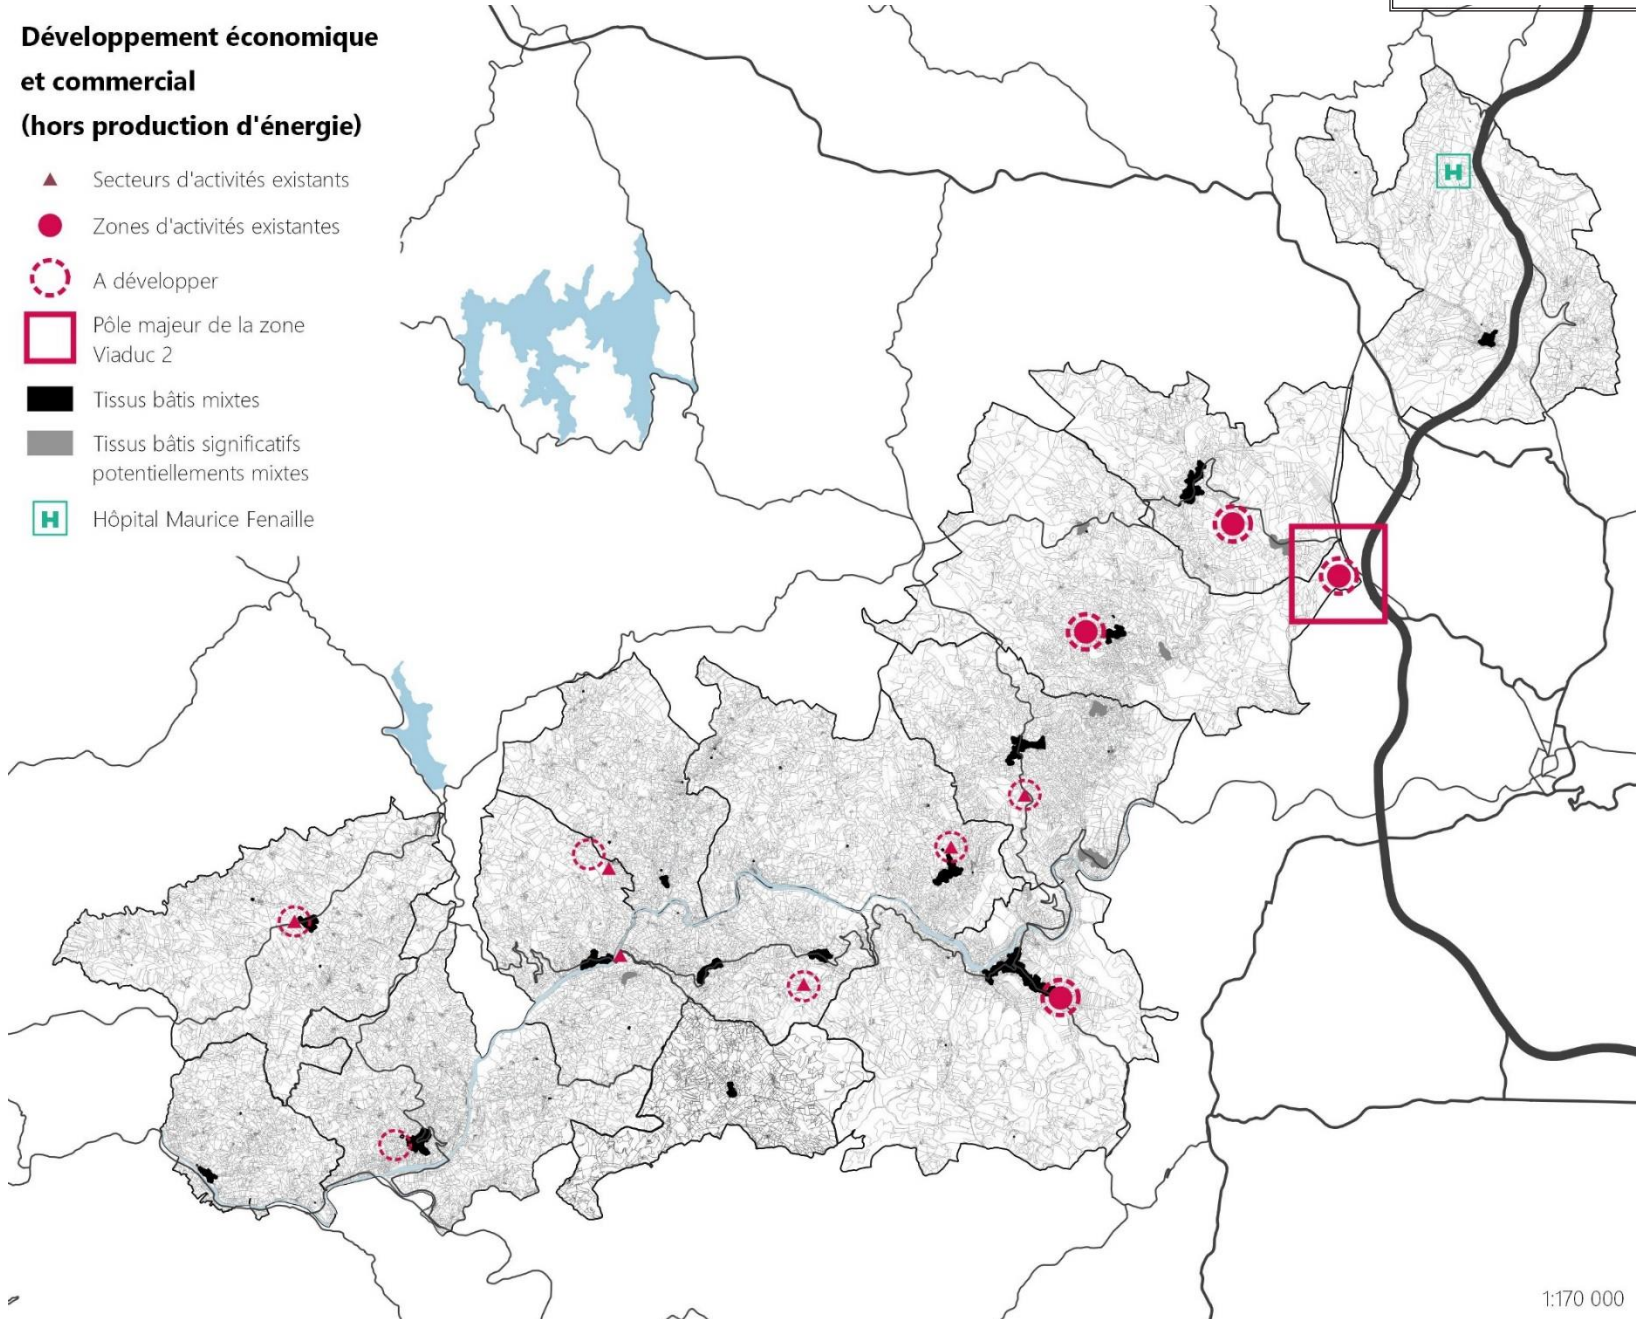 Développement économique
et commercial
(hors production d'énergie)
Secteurs d'activités existants
Zones d'activités existantes
A développer
Pôle majeur de la zone
Viaduc 2
Tissus bâtis mixtes
Tissus bâtis significatifs
potentiellements mixtes
H Hôpital Maurice Fenaille
H
1:170 000